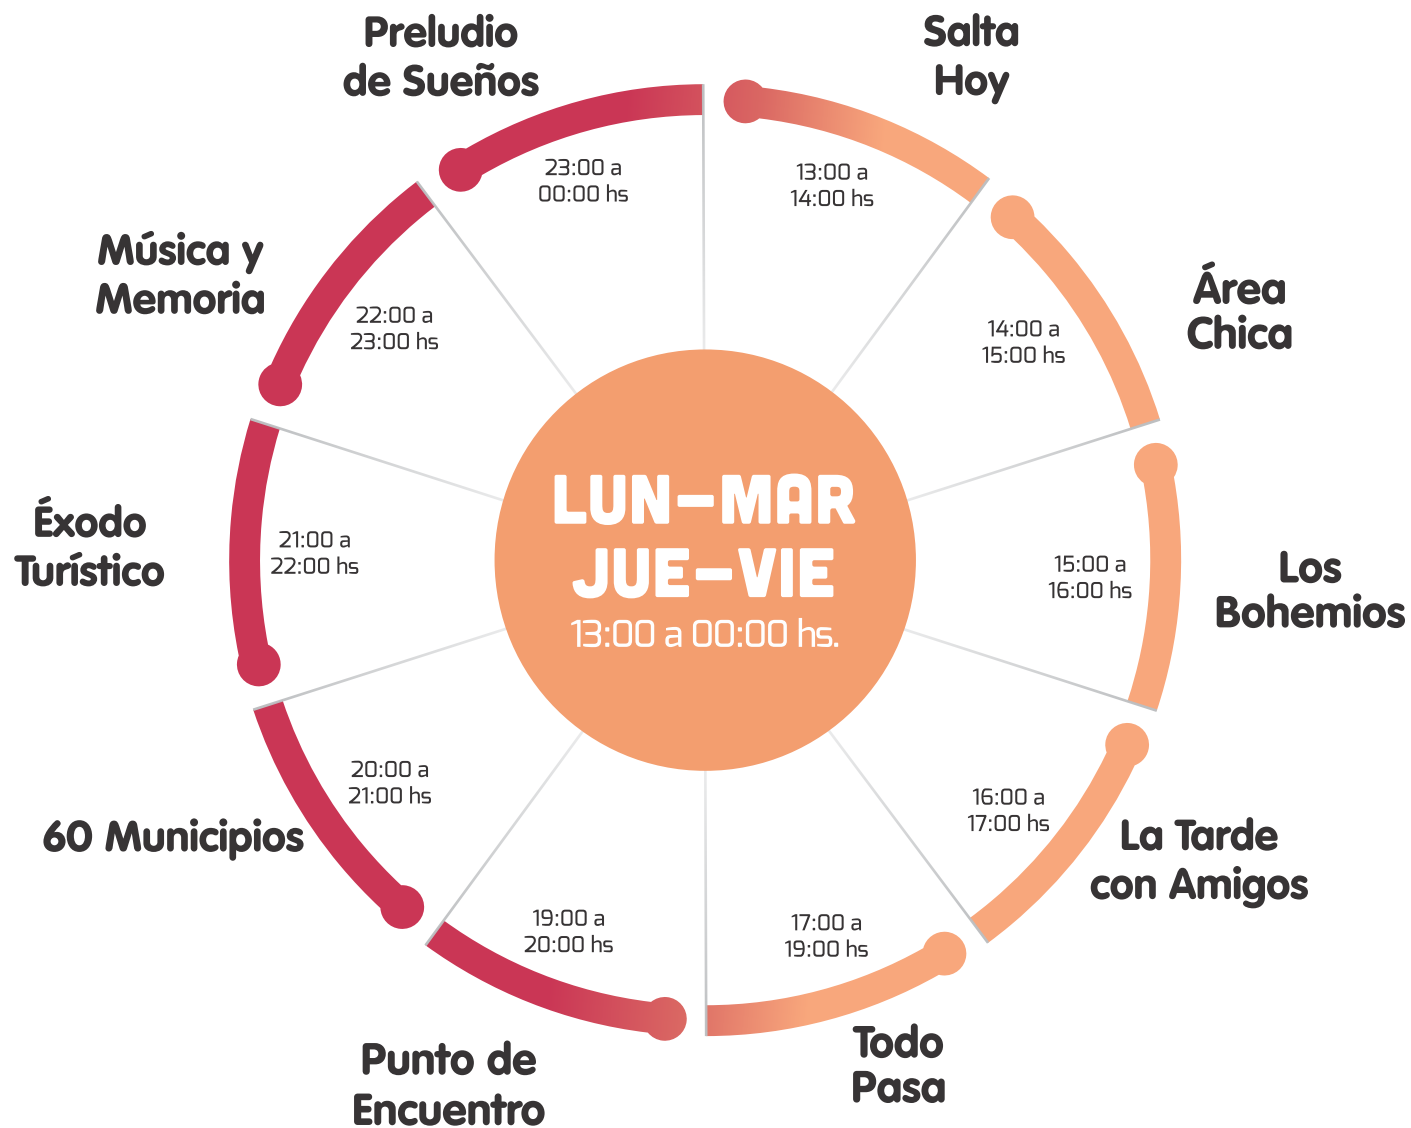 Salta
Hoy
13:00 a
14:00 hs
Área
Chica
14:00 a
15:00 hs
Los
Bohemios
15:00 a
16:00 hs
La Tarde
con Amigos
16:00 a
17:00 hs
Todo
Pasa
17:00 a
19:00 hs
Punto de
Encuentro
19:00 a
20:00 hs
60 Municipios
20:00 a
21:00 hs
Éxodo
Turístico
21:00 a
22:00 hs
Música y
Memoria
22:00 a
23:00 hs
Preludio
de Sueños
23:00 a
00:00 hs
LUN-MAR
JUE-VIE
13:00 a 00:00 hs.